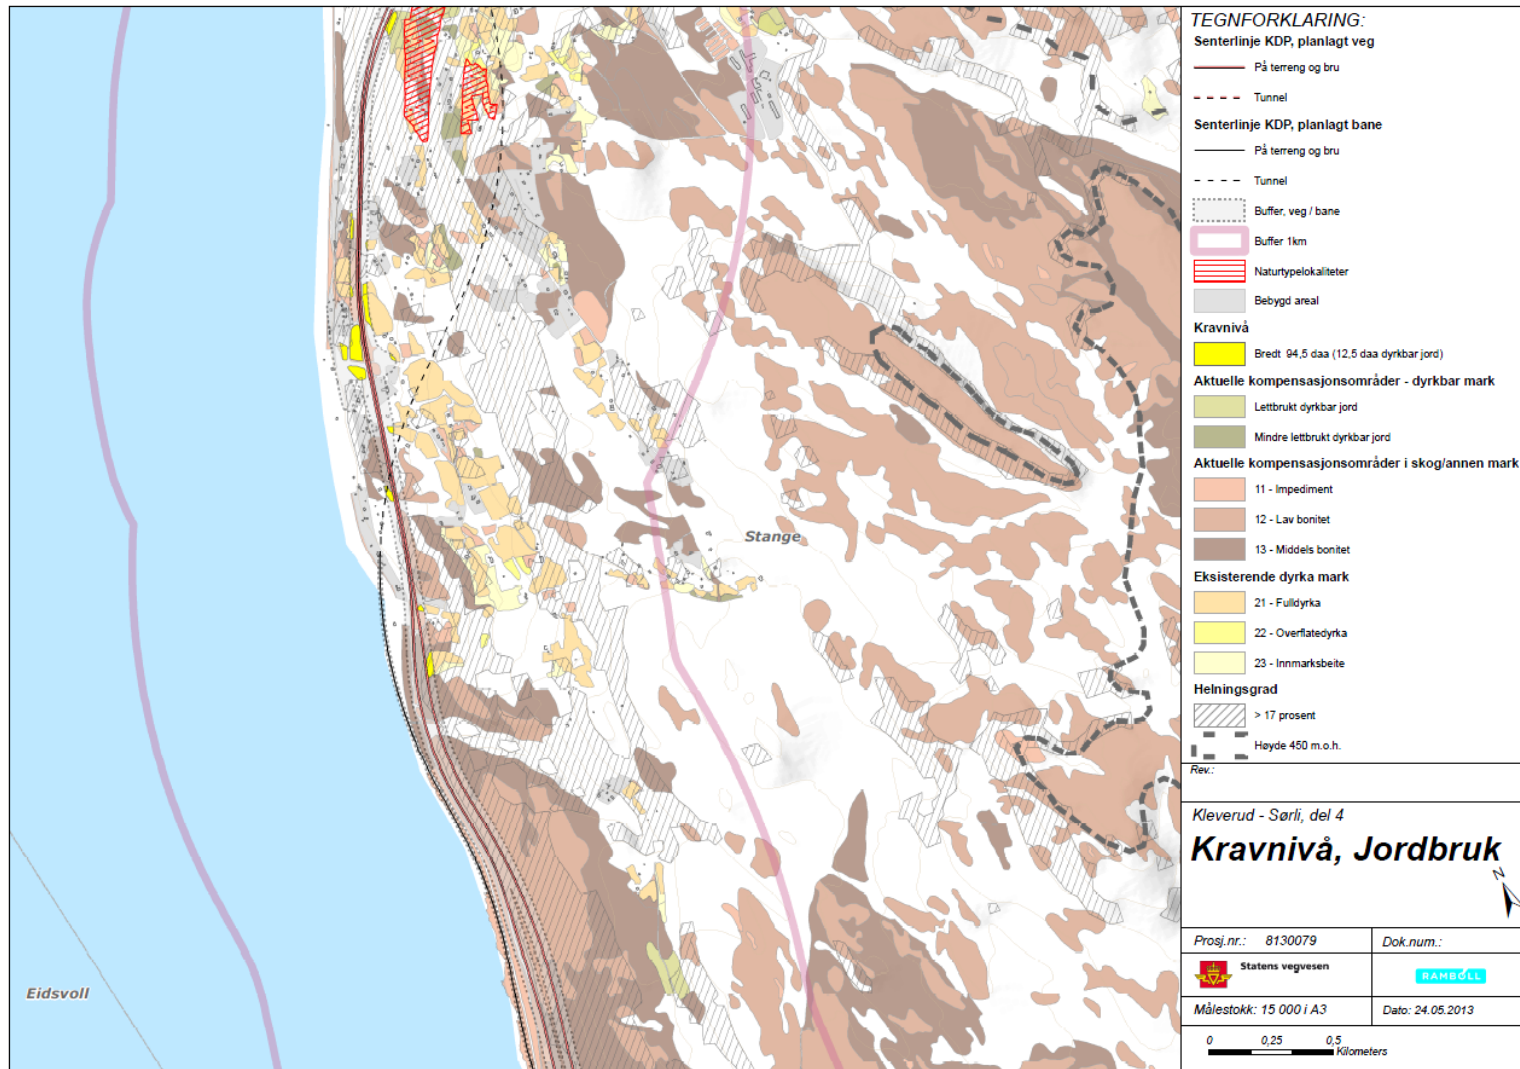 TEGNFORKLARING:
Senterlinje KDP, planlagt veg
På terreng og bru
Tunnel
Senterlinje KDP, planlagt bane
På terreng og bru
Tunnel
Buffer, veg / bane
Buffer 1km
Naturtypelokaliteter
Bebygd areal
Kravnivå
Bredt 94,5 daa (12,5 daa dyrkbar jord)
Aktuelle kompensasjonsområder - dyrkbar mark
Lettbrukt dyrkbar jord
Mindre lettbrukt dyrkbar jord
Aktuelle kompensasjonsområder i skog/annen mark
11 - Impediment
12 - Lav bonitet
13 - Middels bonitet
Eksisterende dyrka mark
21 - Fulldyrka
22 - Overflatedyrka
23 - Innmarksbeite
Helningsgrad
> 17 prosent
Høyde 450 m.o.h.
Rev.:
Kleverud - Sørli, del 4
Kravnivå, Jordbruk
N
Prosj.nr.: 8130079
Dok.num.:
Statens vegvesen
RAMBØLL
Målestokk: 15 000 i A3
Dato: 24.05.2013
0 0,25 0,5
Kilometers
Stange
Eidsvoll